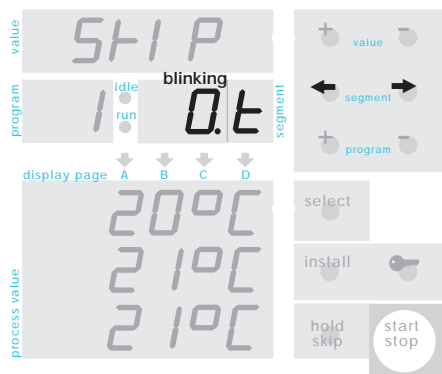 value
SHIP
+ -
value
blinking
program
1
idle
run
0.t
segment
segment
+ -
program
display page A B C D
process value
20°C
21°C
21°C
select
install
hold
skip
start
stop